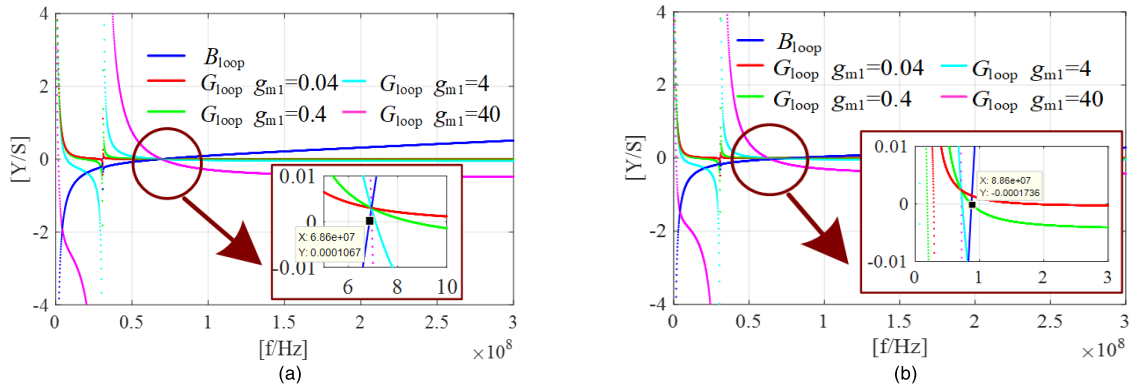 4
2
0
-2
-4
[Y/S]
B_loop
G_loop g_m1=0.04
G_loop g_m1=4
G_loop g_m1=0.4
G_loop g_m1=40
0.01
0
-0.01
X: 6.86e+07
Y: 0.0001067
6 8 10
0 0.5 1 1.5 2 2.5 3
[f/Hz]
×10^8
(a)
4
2
0
-2
-4
[Y/S]
B_loop
G_loop g_m1=0.04
G_loop g_m1=4
G_loop g_m1=0.4
G_loop g_m1=40
0.01
0
-0.01
X: 8.86e+07
Y: -0.0001736
0 1 2 3
0 0.5 1 1.5 2 2.5 3
[f/Hz]
×10^8
(b)